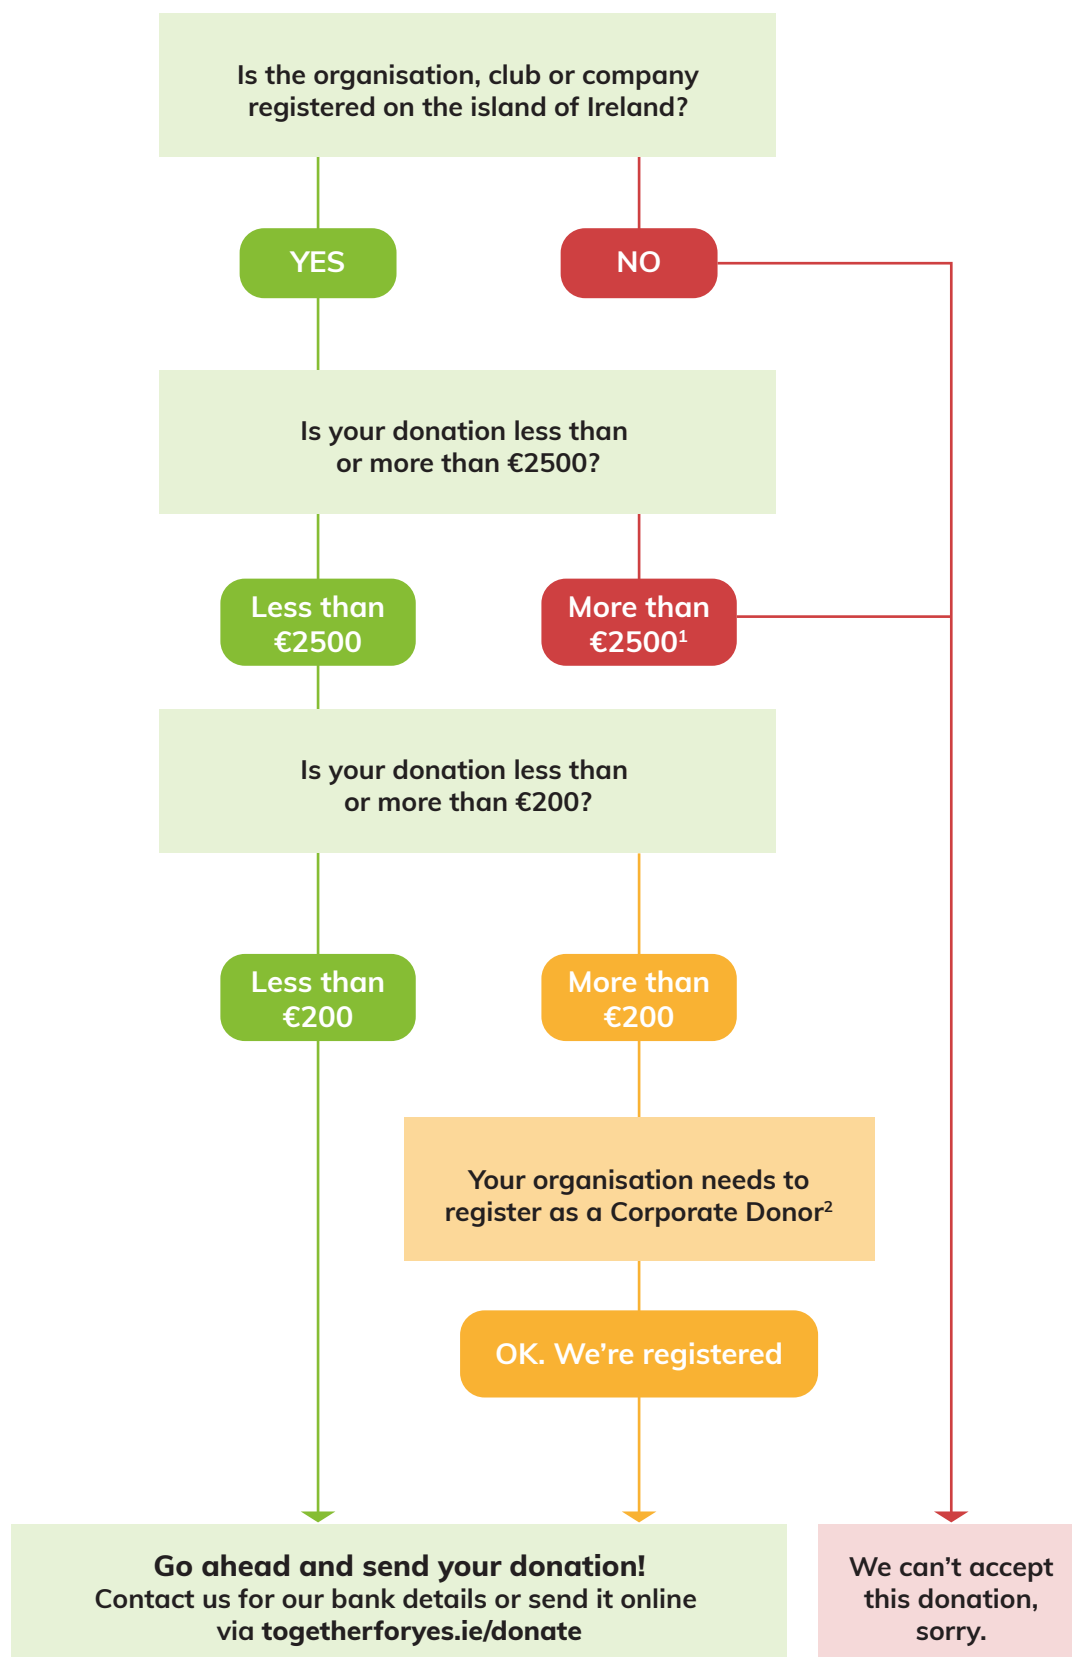 Is the organisation, club or company
registered on the island of Ireland?
YES
NO
Is your donation less than
or more than €2500?
Less than
€2500
More than
€2500¹
Is your donation less than
or more than €200?
Less than
€200
More than
€200
Your organisation needs to
register as a Corporate Donor²
OK. We’re registered
Go ahead and send your donation!
Contact us for our bank details or send it online
via togetherforyes.ie/donate
We can’t accept
this donation,
sorry.